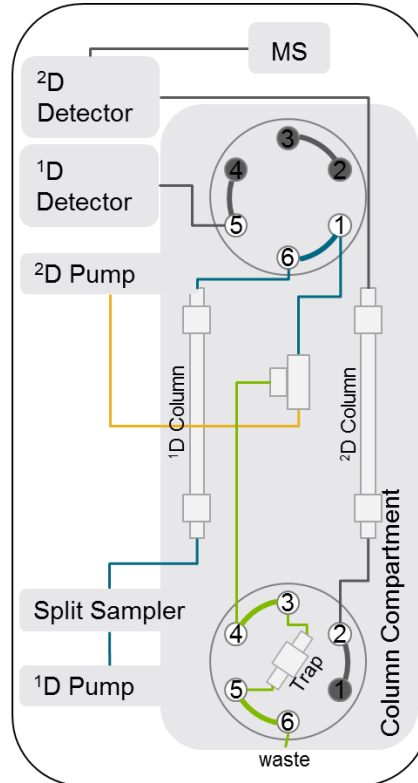 MS
²D
Detector
¹D
Detector
²D Pump
3
4
2
5
1
6
¹D Column
²D Column
Split Sampler
¹D Pump
3
4
2
Trap
5
1
6
waste
Column Compartment